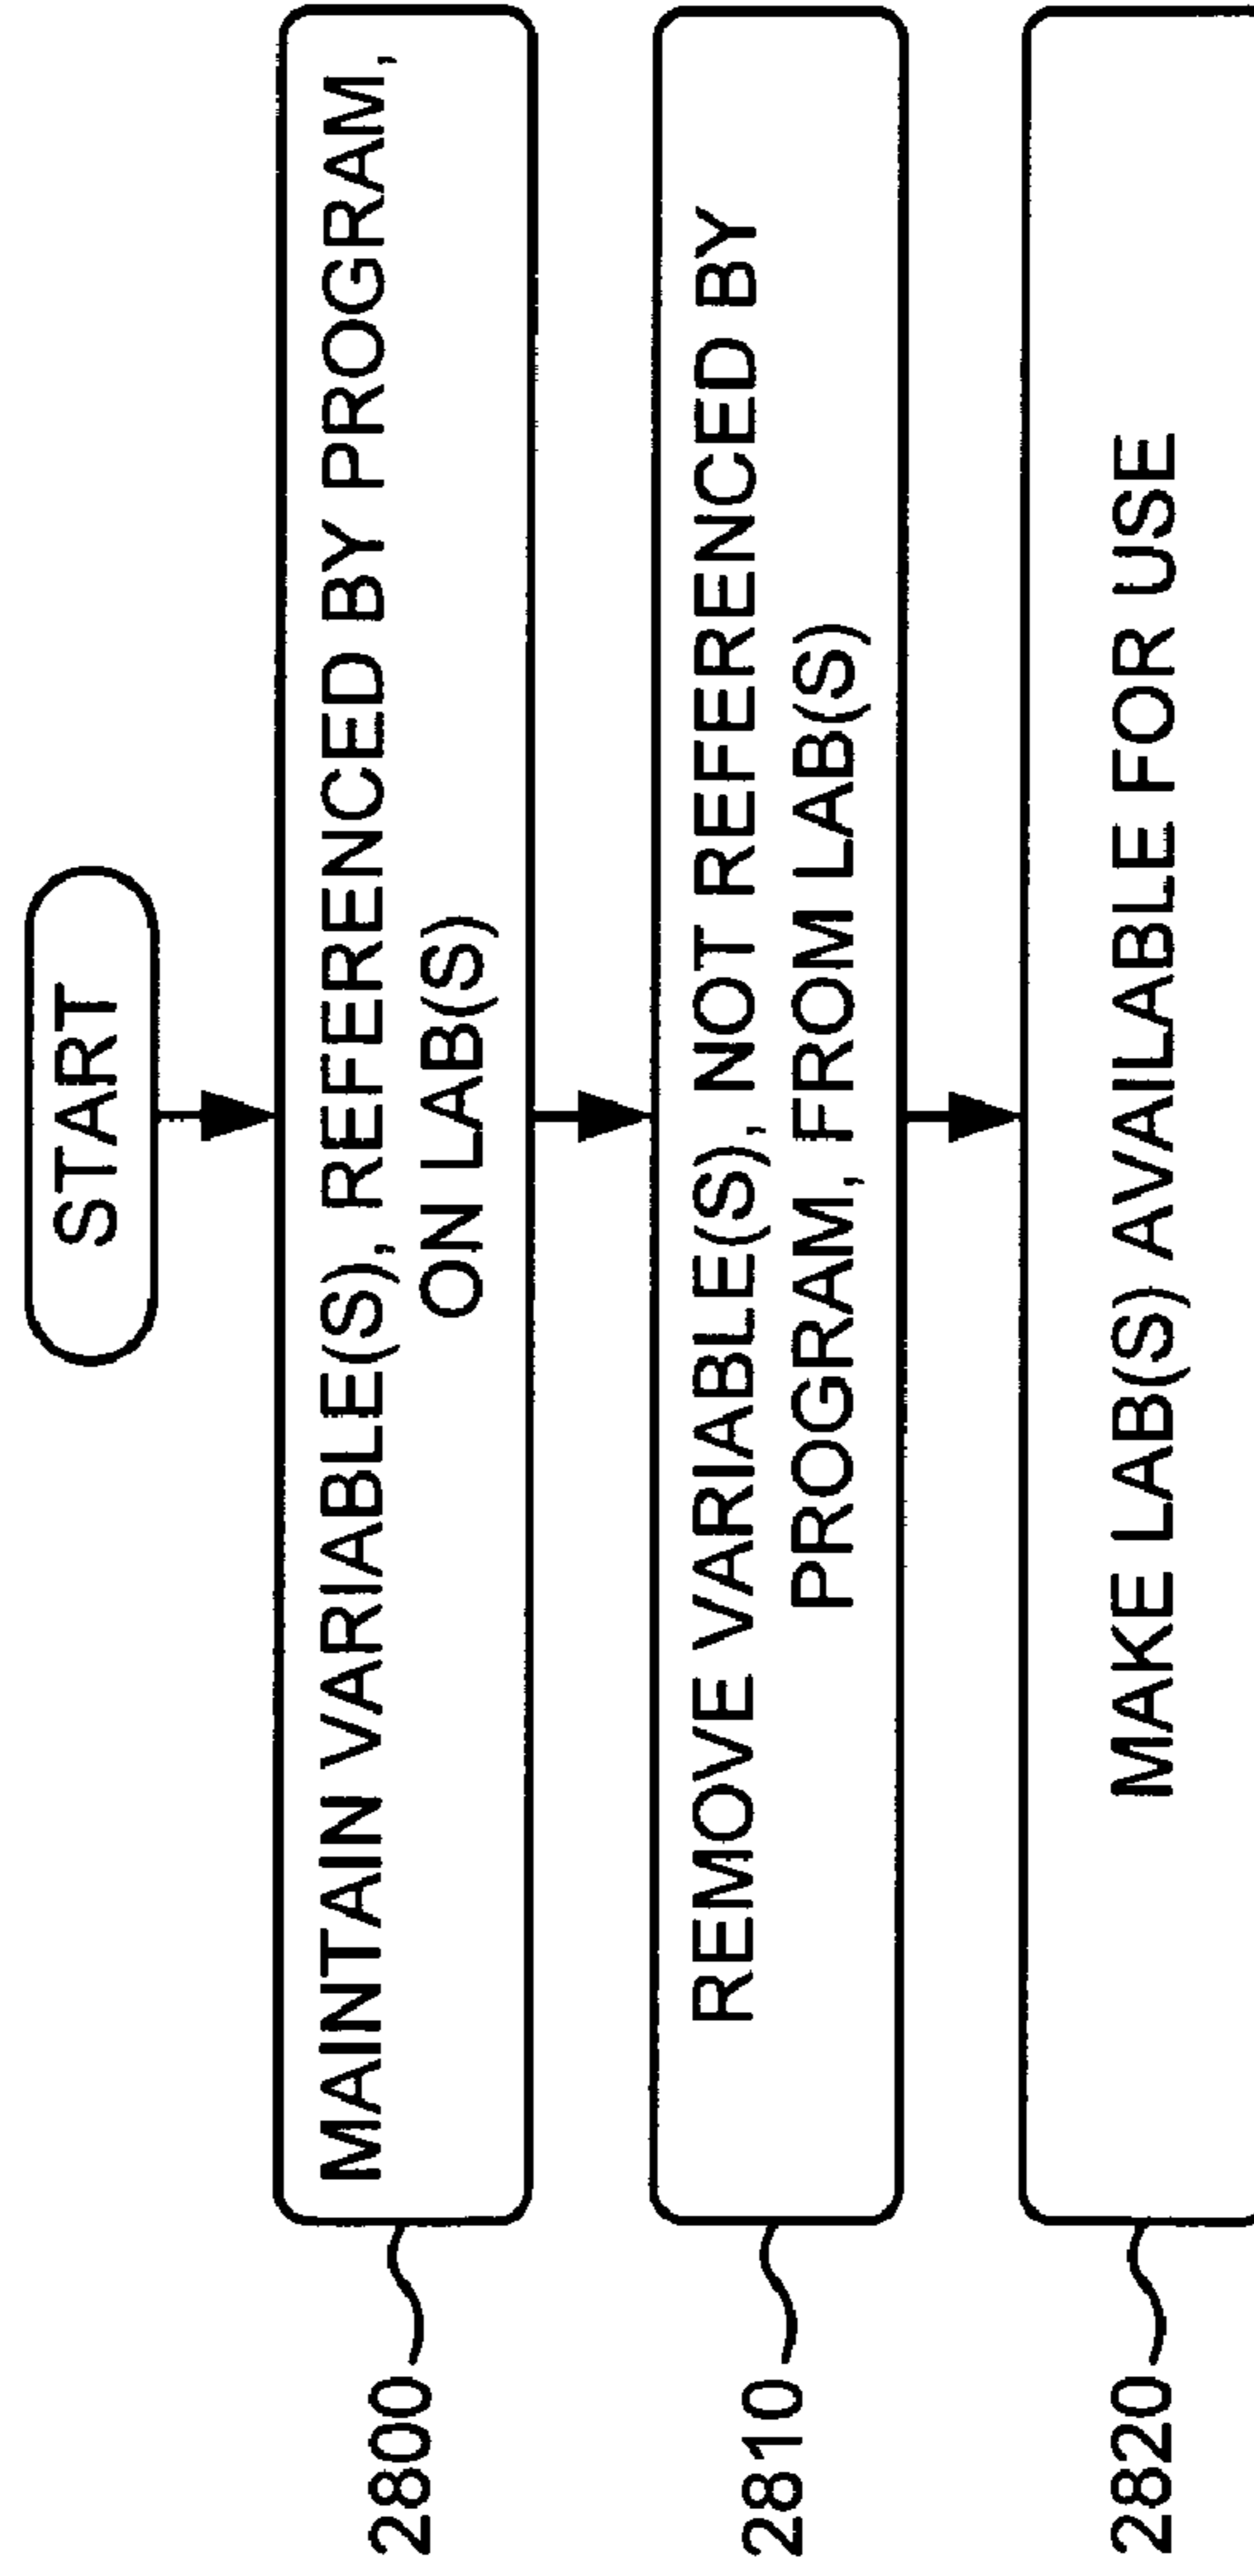 START
2800
MAINTAIN VARIABLE(S), REFERENCED BY PROGRAM,
ON LAB(S)
2810
REMOVE VARIABLE(S), NOT REFERENCED BY
PROGRAM, FROM LAB(S)
2820
MAKE LAB(S) AVAILABLE FOR USE